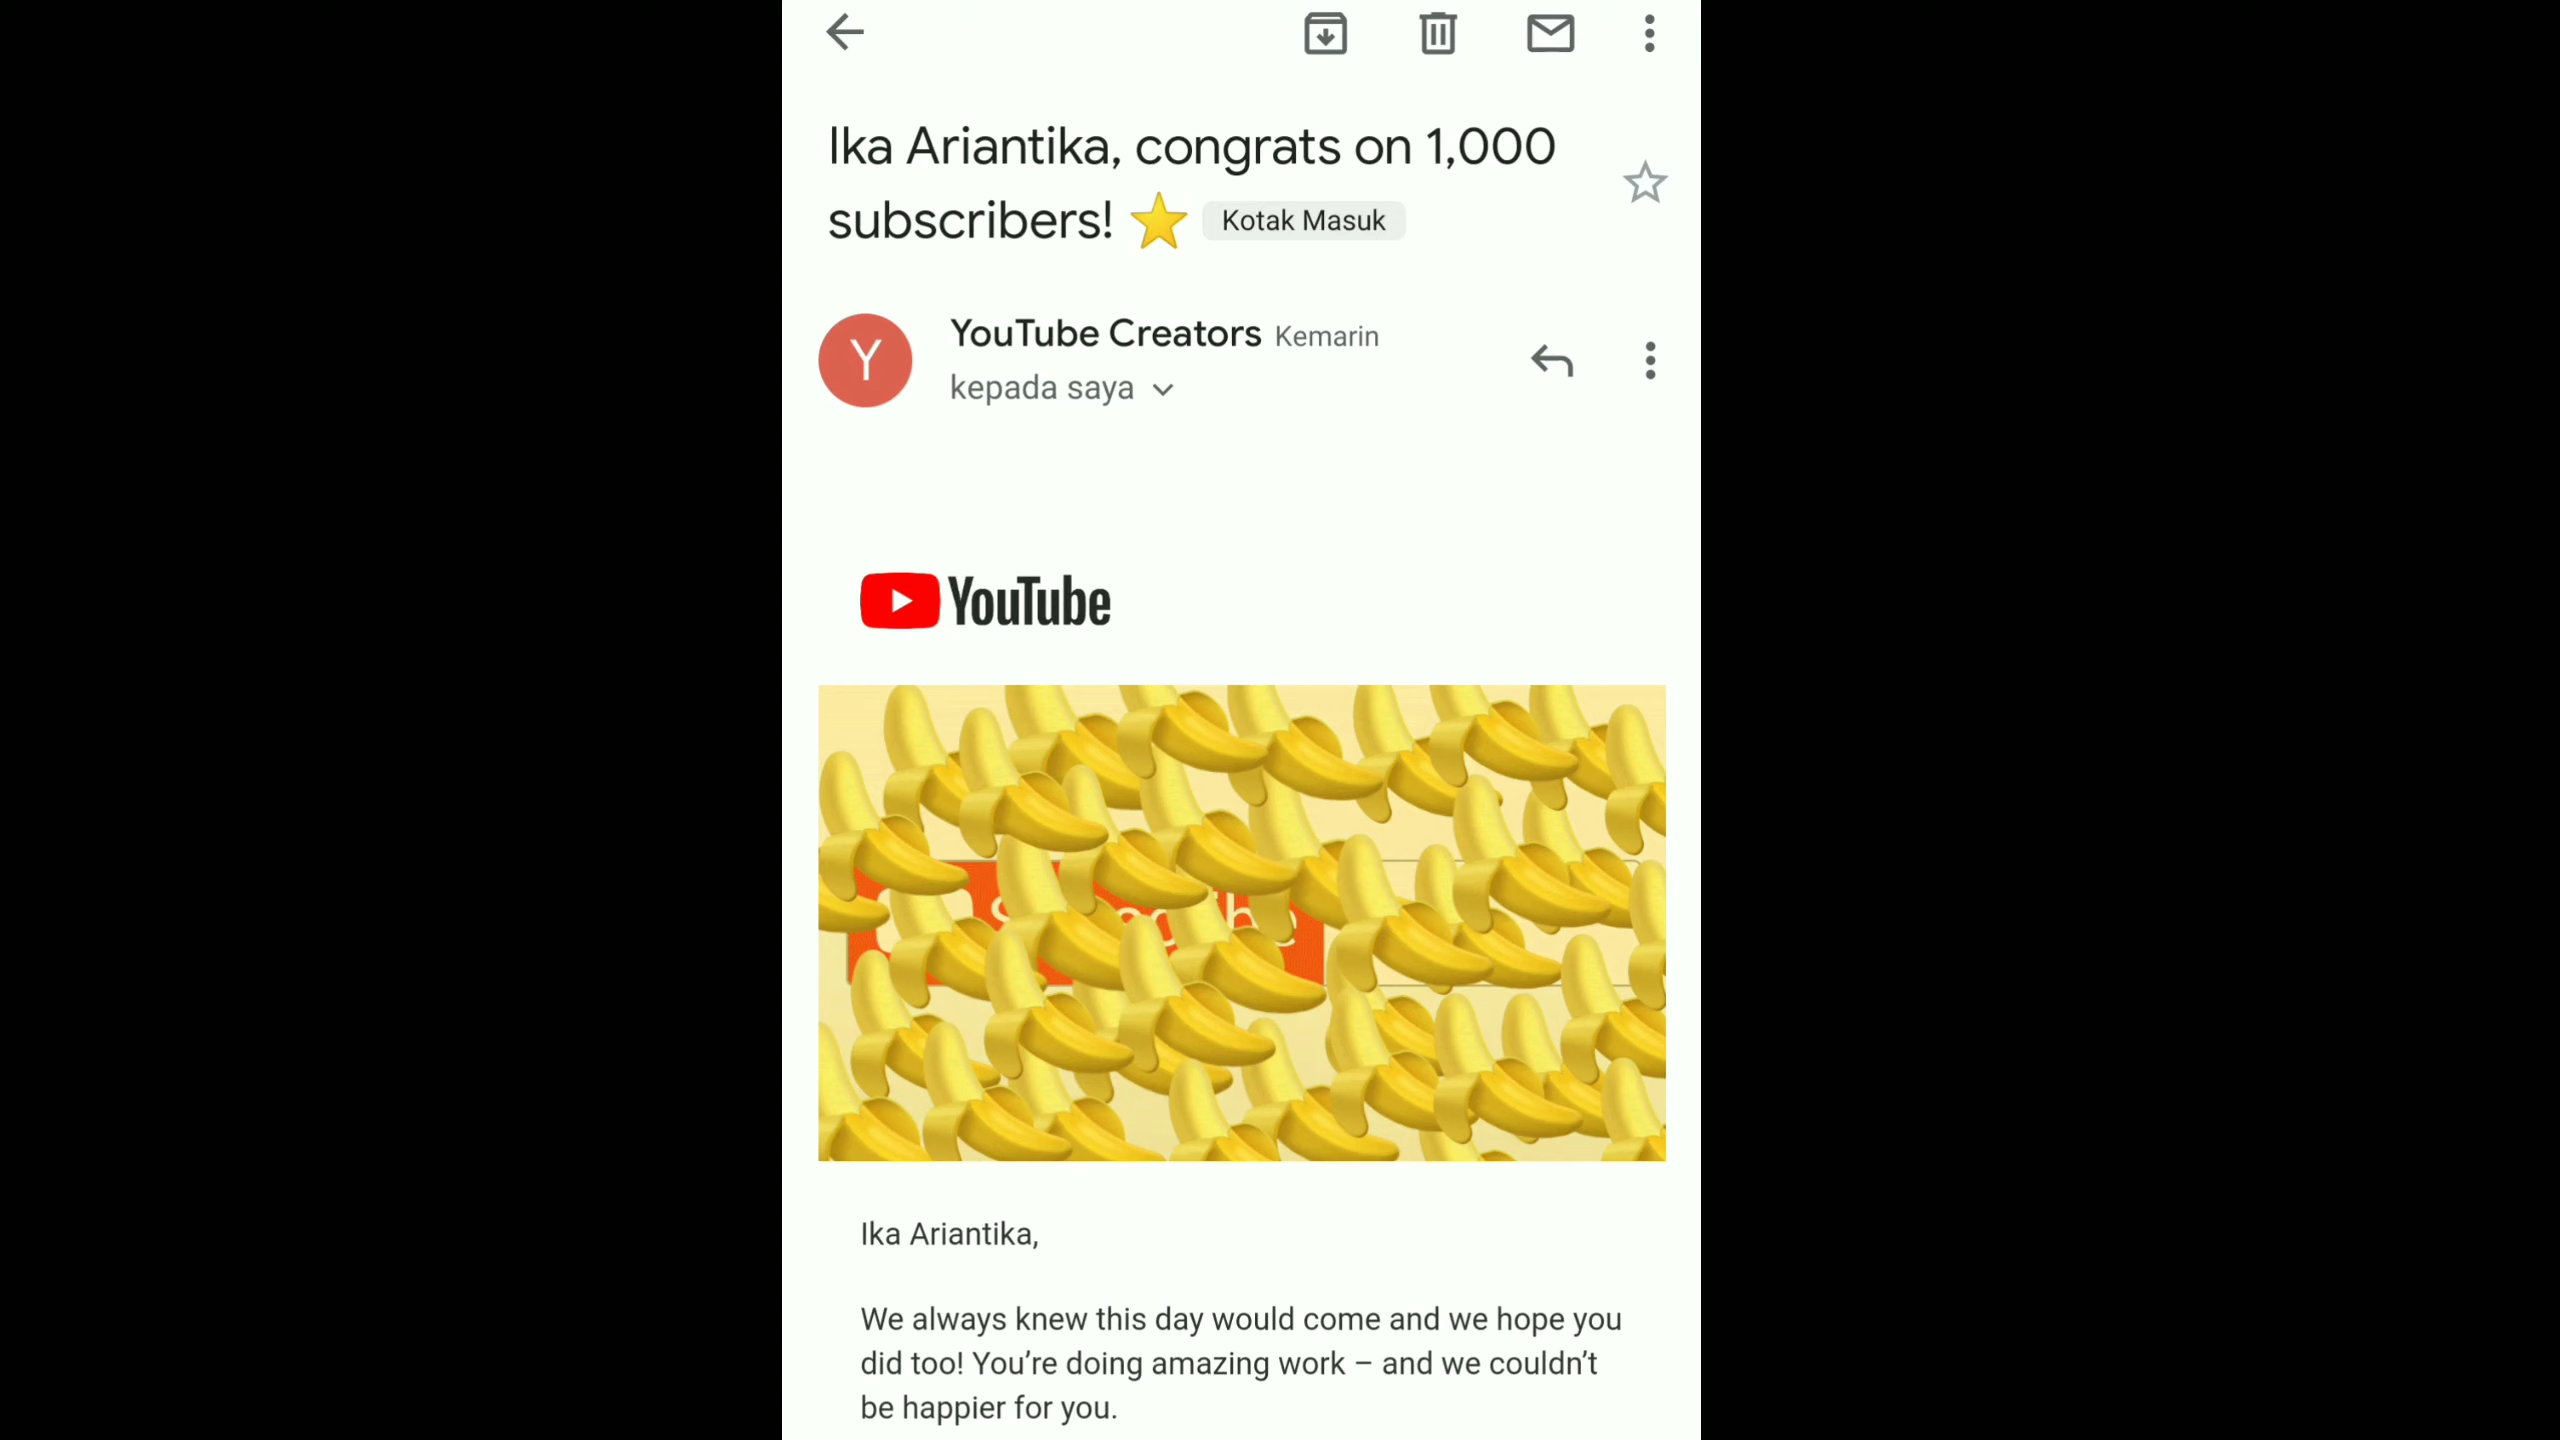 Ika Ariantika, congrats on 1,000
subscribers! ⭐ Kotak Masuk
Y
YouTube Creators Kemarin
kepada saya
YouTube
Ika Ariantika,
We always knew this day would come and we hope you
did too! You’re doing amazing work – and we couldn’t
be happier for you.